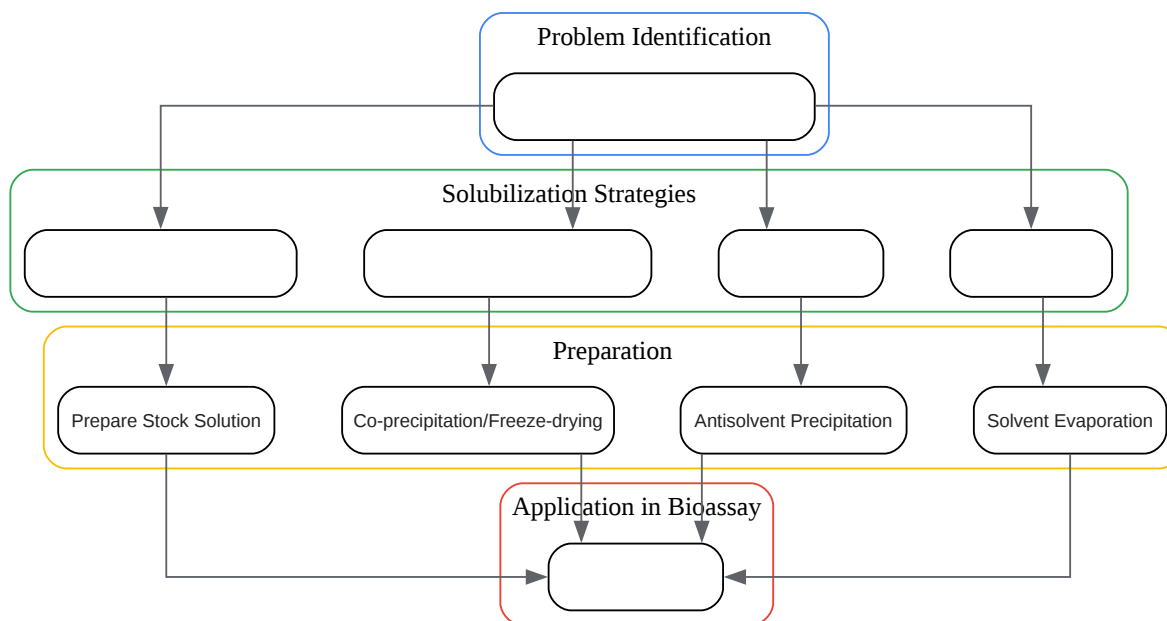 Problem Identification
Solubilization Strategies
Preparation
Prepare Stock Solution
Co-precipitation/Freeze-drying
Antisolvent Precipitation
Solvent Evaporation
Application in Bioassay